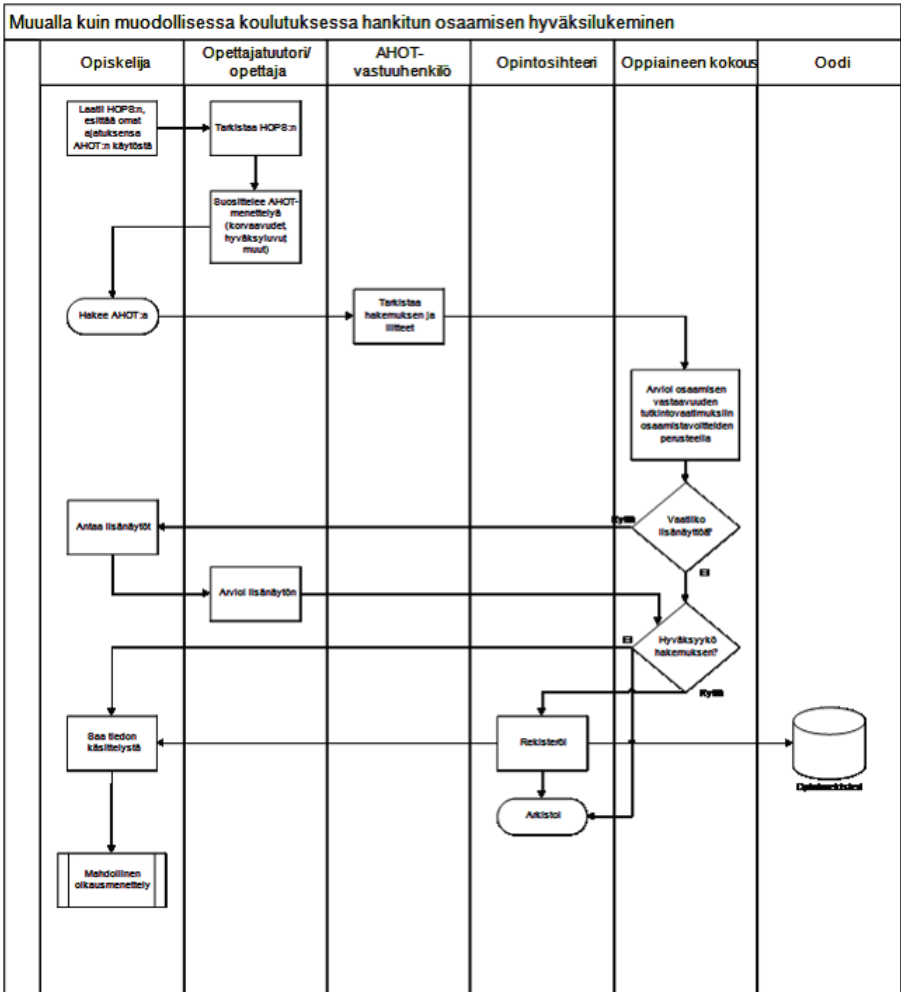 Muualla kuin muodollisessa koulutuksessa hankitun osaamisen hyväksilukeminen
Opiskelija
Opettajatuutori/
opettaja
AHOT-
vastuuhenkilö
Opintosihteeri
Oppiaineen kokous
Oodi
Laatii HOPS:n,
esittää omat
ajatuksensa
AHOT:n käytöstä
Tarkistaa HOPS:n
Suosittelee AHOT-
menettelyä
(korvaavudet,
hyväksyluvut,
muut)
Hakee AHOT:a
Tarkistaa
hakemuksen ja
liitteet
Arvioi osaamisen
vastaavuuden
tutkintovaatimuksiin
osaamistavoitteiden
perusteella
Antaa lisänäytöt
Kyllä
Vaatiiko
lisänäyttöä?
Ei
Arvioi lisänäytön
Ei
Hyväksyykö
hakemuksen?
Kyllä
Saa tiedon
käsittelystä
Rekisteröi
Opintorekisteri
Arkistoi
Mahdollinen
oikausmenettely